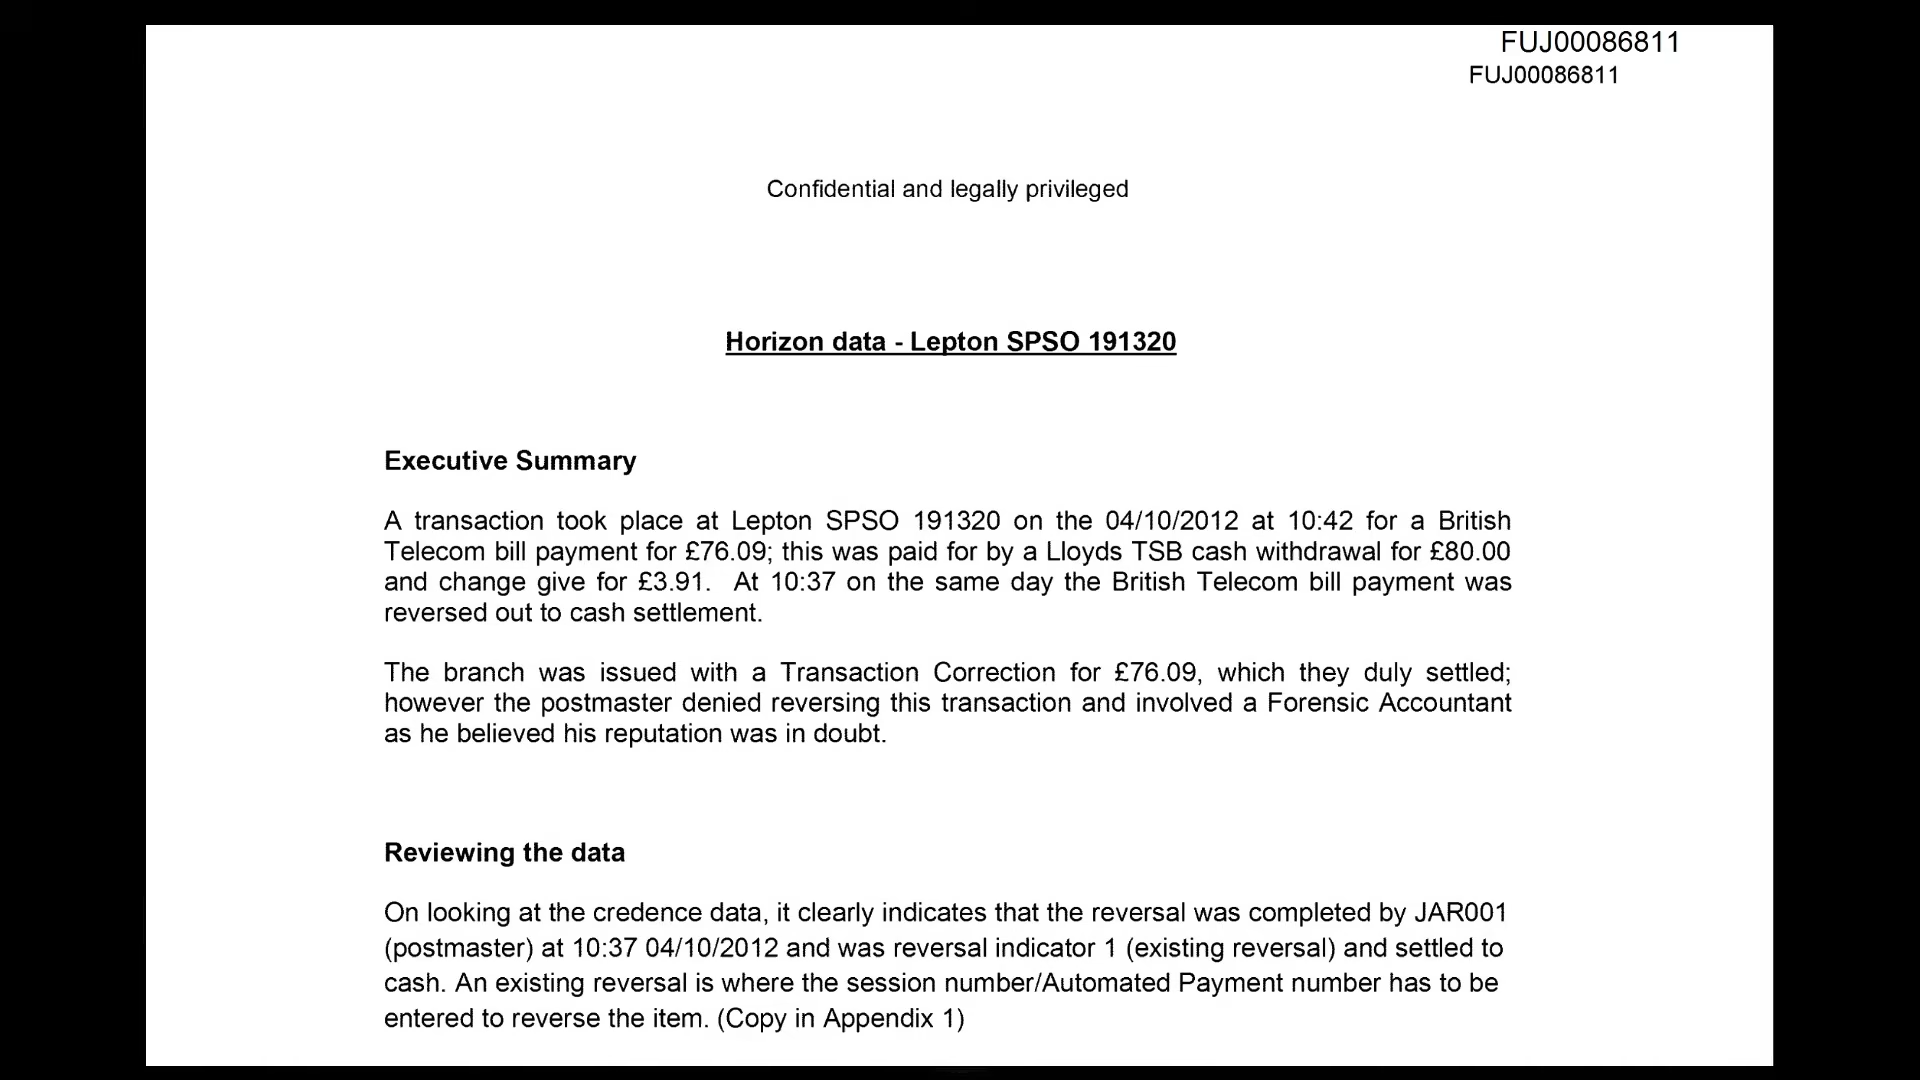 FUJ00086811
FUJ00086811
Confidential and legally privileged
Horizon data - Lepton SPSO 191320
Executive Summary
A transaction took place at Lepton SPSO 191320 on the 04/10/2012 at 10:42 for a British
Telecom bill payment for £76.09; this was paid for by a Lloyds TSB cash withdrawal for £80.00
and change give for £3.91. At 10:37 on the same day the British Telecom bill payment was
reversed out to cash settlement.
The branch was issued with a Transaction Correction for £76.09, which they duly settled;
however the postmaster denied reversing this transaction and involved a Forensic Accountant
as he believed his reputation was in doubt.
Reviewing the data
On looking at the credence data, it clearly indicates that the reversal was completed by JAR001
(postmaster) at 10:37 04/10/2012 and was reversal indicator 1 (existing reversal) and settled to
cash. An existing reversal is where the session number/Automated Payment number has to be
entered to reverse the item. (Copy in Appendix 1)